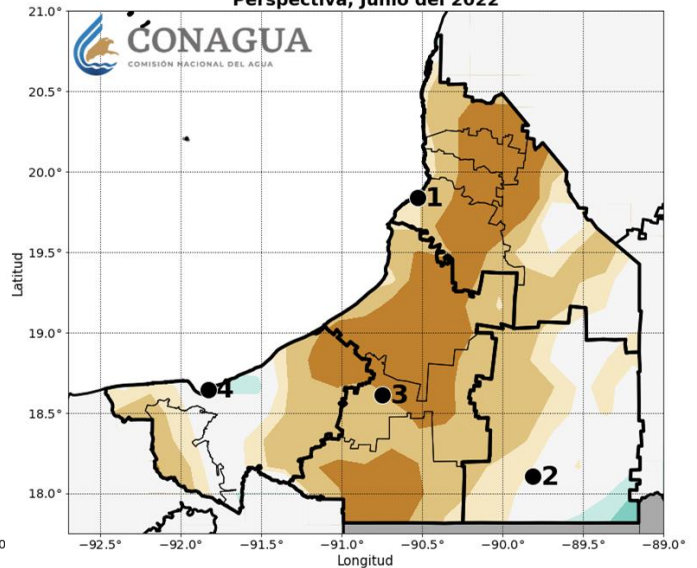 Perspectiva, Junio del 2022
CONAGUA
COMISIÓN NACIONAL DEL AGUA
21.0°
20.5°
20.0°
19.5°
19.0°
18.5°
18.0°
Latitud
1
2
3
4
−92.5° −92.0° −91.5° −91.0° −90.5° −90.0° −89.5° −89.0°
Longitud